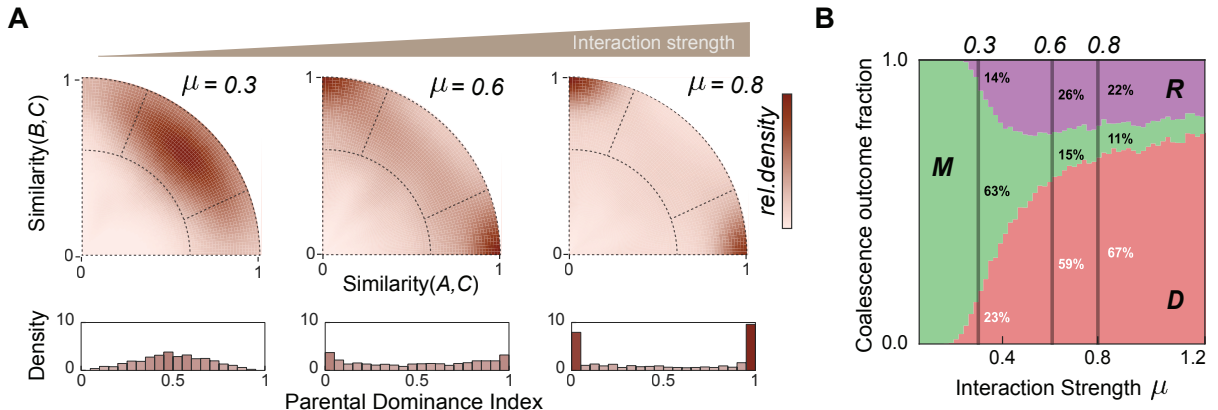 A
Interaction strength
μ = 0.3
μ = 0.6
μ = 0.8
Similarity(B,C)
1
0
0
1
1
0
0
1
1
0
0
1
Similarity(A,C)
rel.density
Density
10
0
0
0.5
1
10
0
0
0.5
1
10
0
0
0.5
1
Parental Dominance Index
B
0.3
0.6
0.8
Coalescence outcome fraction
1.0
0.0
14%
26%
22%
R
M
63%
15%
11%
59%
67%
23%
D
0.4
0.8
1.2
Interaction Strength μ